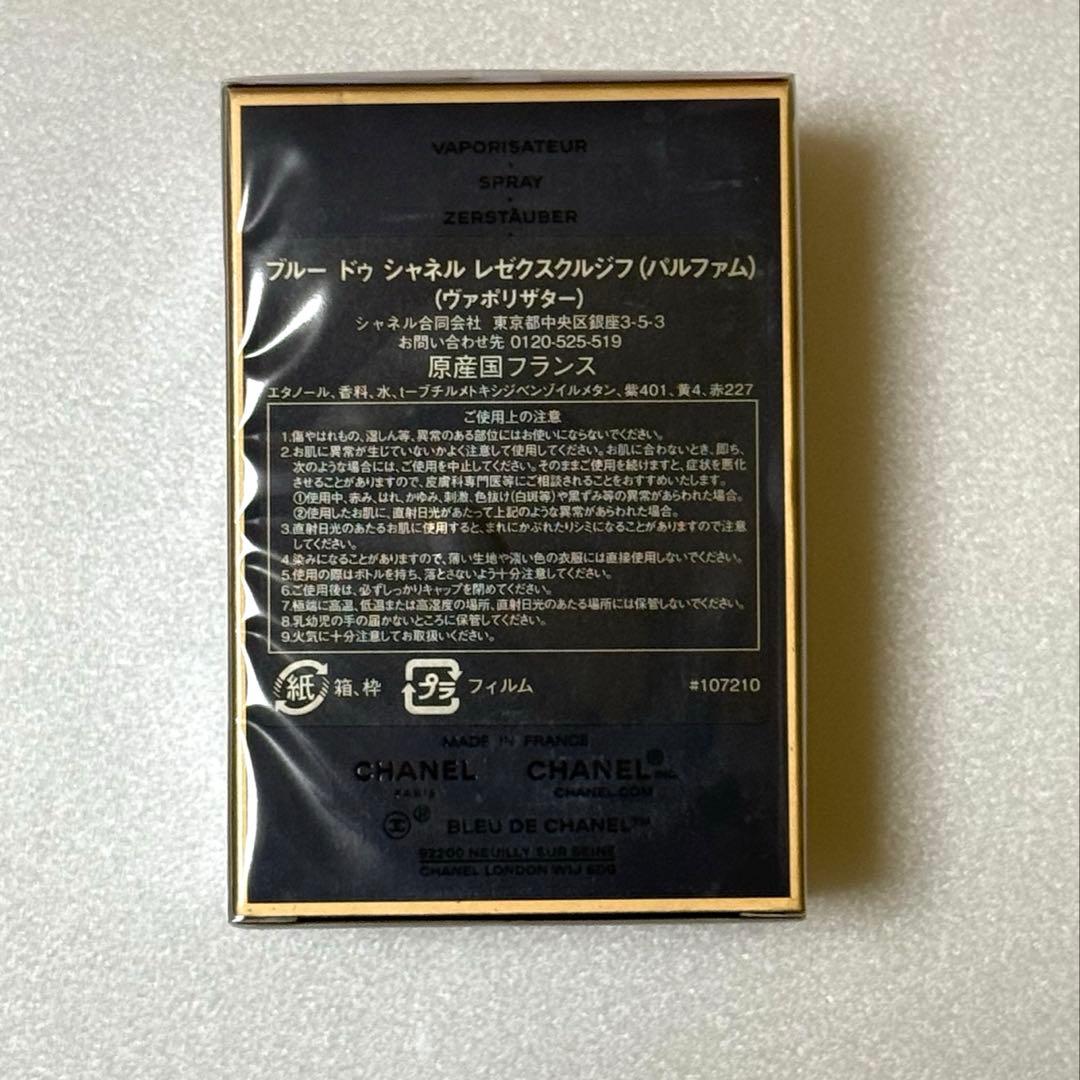 VAPORISATEUR
SPRAY
ZERSTÄUBER
ブルー ドゥ シャネル レゼクスクルジフ(パルファム)
(ヴァポリザター)
シャネル合同会社 東京都中央区銀座3-5-3
お問い合わせ先 0120-525-519
原産国フランス
エタノール、香料、水、t-ブチルメトキシジベンゾイルメタン、紫401、黄4、赤227
ご使用上の注意
1.傷やはれもの、湿しん等、異常のある部位にはお使いにならないでください。
2.お肌に異常が生じていないかよく注意して使用してください。お肌に合わないとき、即ち、
次のような場合には、ご使用を中止してください。そのままご使用を続けますと、症状を悪化
させることがありますので、皮膚科専門医等にご相談されることをおすすめいたします。
①使用中、赤み、はれ、かゆみ、刺激、色抜け(白斑等)や黒ずみ等の異常があらわれた場合。
②使用したお肌に、直射日光があたって上記のような異常があらわれた場合。
3.直射日光のあたるお肌に使用すると、まれにかぶれたりシミになることがありますので注意
してください。
4.染みになることがありますので、薄い生地や淡い色の衣服には直接使用しないでください。
5.使用の際はボトルを持ち、落とさないよう十分注意してください。
6.ご使用後は、必ずしっかりキャップを閉めてください。
7.極端に高温、低温または高湿度の場所、直射日光のあたる場所には保管しないでください。
8.乳幼児の手の届かないところに保管してください。
9.火気に十分注意してお取扱いください。
紙 箱、枠 プラ フィルム #107210
MADE IN FRANCE
CHANEL CHANEL® INC.
PARIS CHANEL.COM
® BLEU DE CHANEL™
92200 NEUILLY SUR SEINE
CHANEL LONDON W1J 6DG